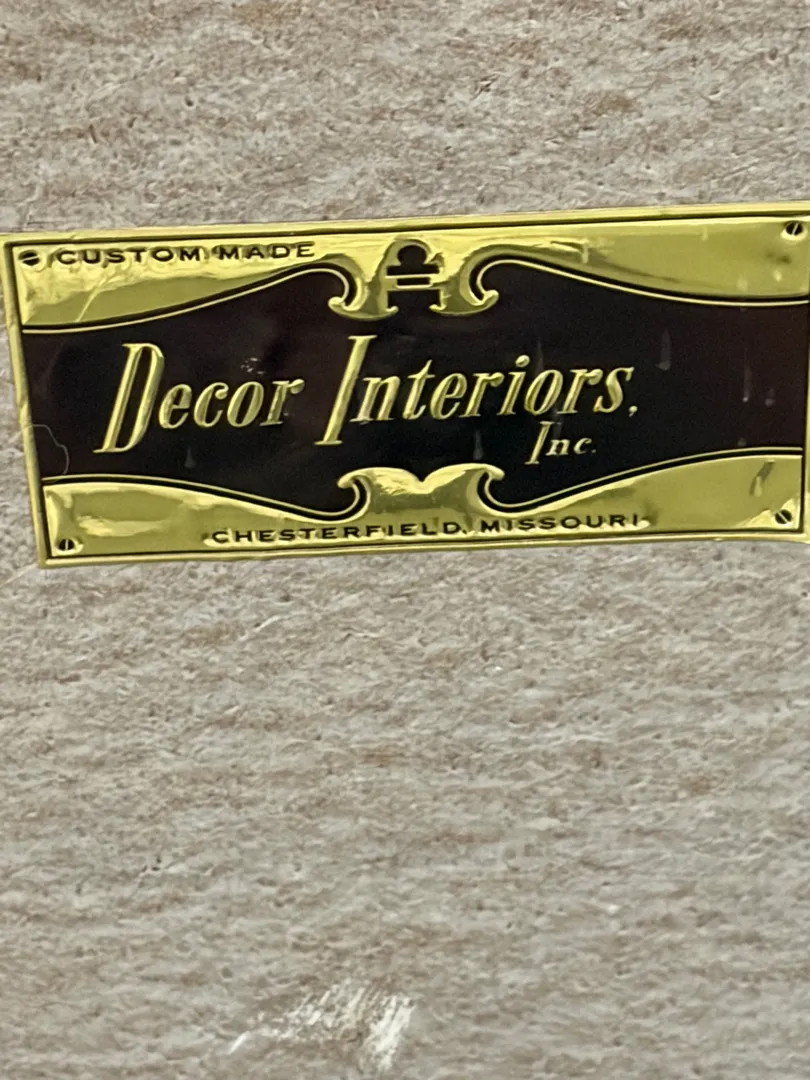 CUSTOM MADE
Decor Interiors,
Inc.
CHESTERFIELD, MISSOURI